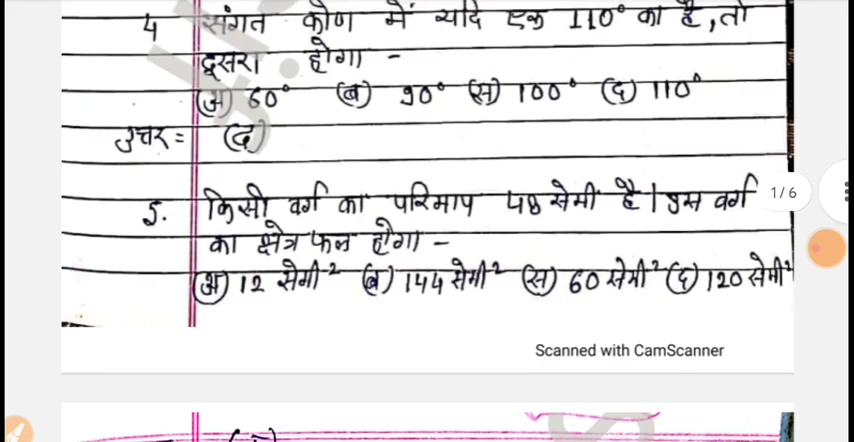 4 संगत कोण में यदि एक 110° का है, तो
दूसरा होगा -
(अ) 60° (ब) 90° (स) 100° (द) 110°
उत्तर = (द)
5. किसी वर्ग का परिमाप 48 सेमी है। इस वर्ग
का क्षेत्रफल होगा -
(अ) 12 सेमी² (ब) 144 सेमी² (स) 60 सेमी² (द) 120 सेमी²
1/6
Scanned with CamScanner